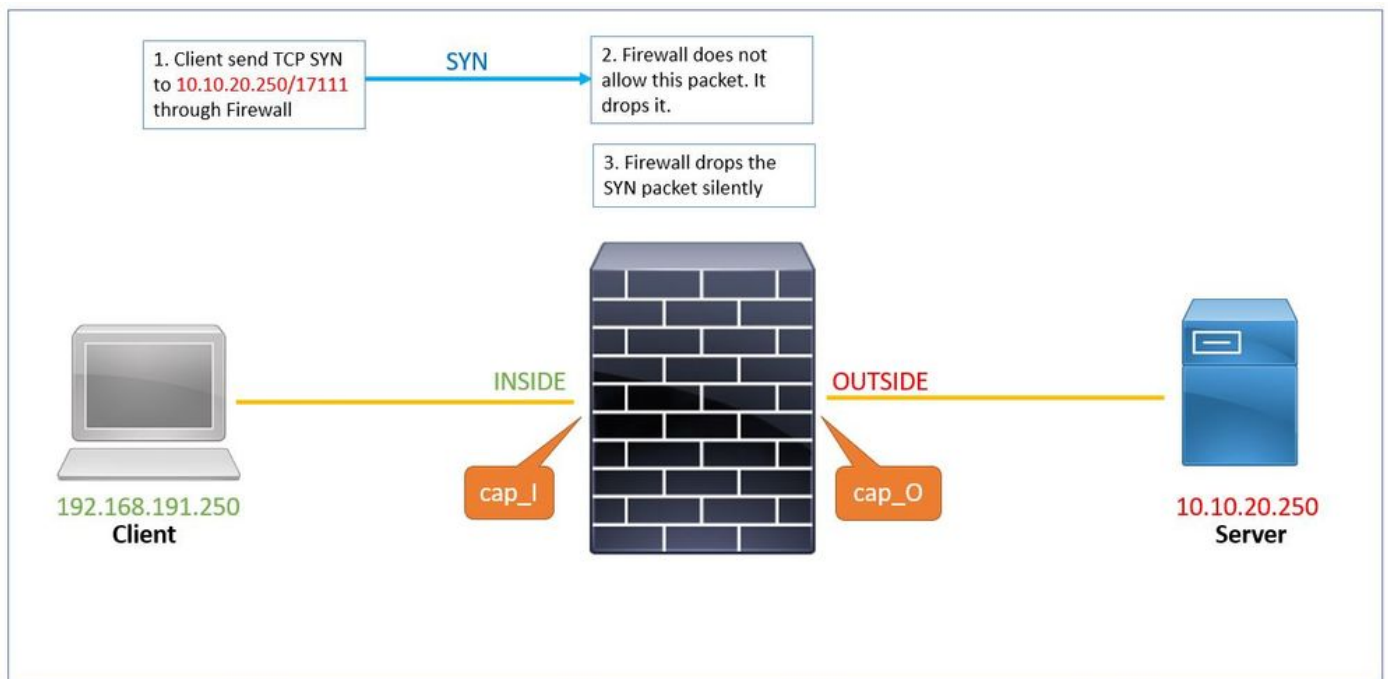 1. Client send TCP SYN
to 10.10.20.250/17111
through Firewall
SYN
2. Firewall does not
allow this packet. It
drops it.
3. Firewall drops the
SYN packet silently
INSIDE
OUTSIDE
cap_I
cap_O
192.168.191.250
Client
10.10.20.250
Server